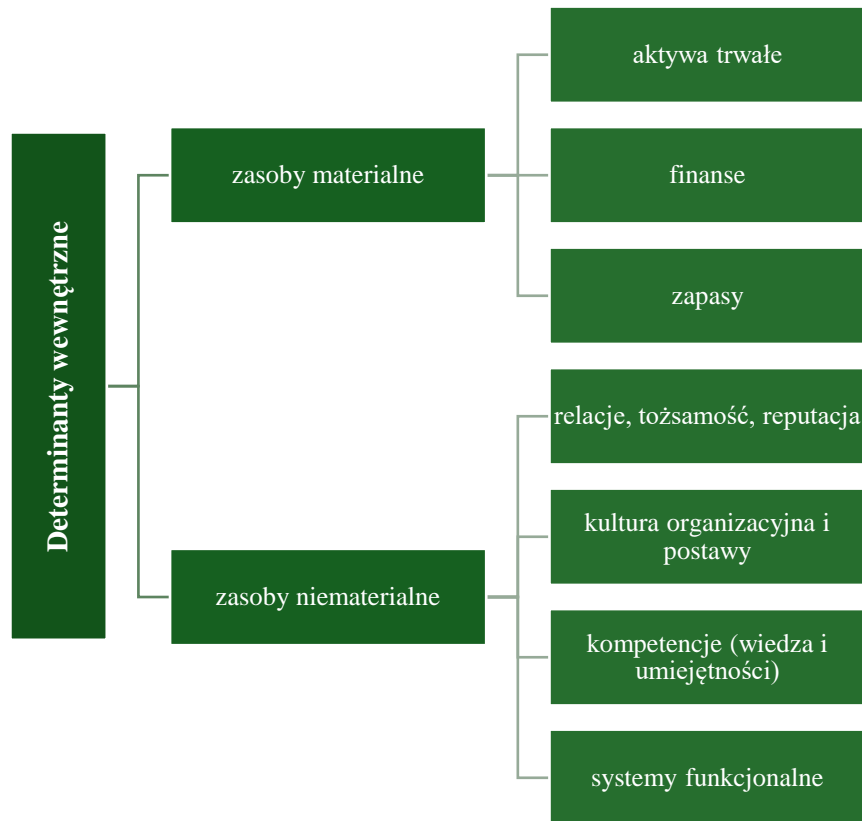 Determinanty wewnętrzne
zasoby materialne
aktywa trwałe
finanse
zapasy
zasoby niematerialne
relacje, tożsamość, reputacja
kultura organizacyjna i
postawy
kompetencje (wiedza i
umiejętności)
systemy funkcjonalne